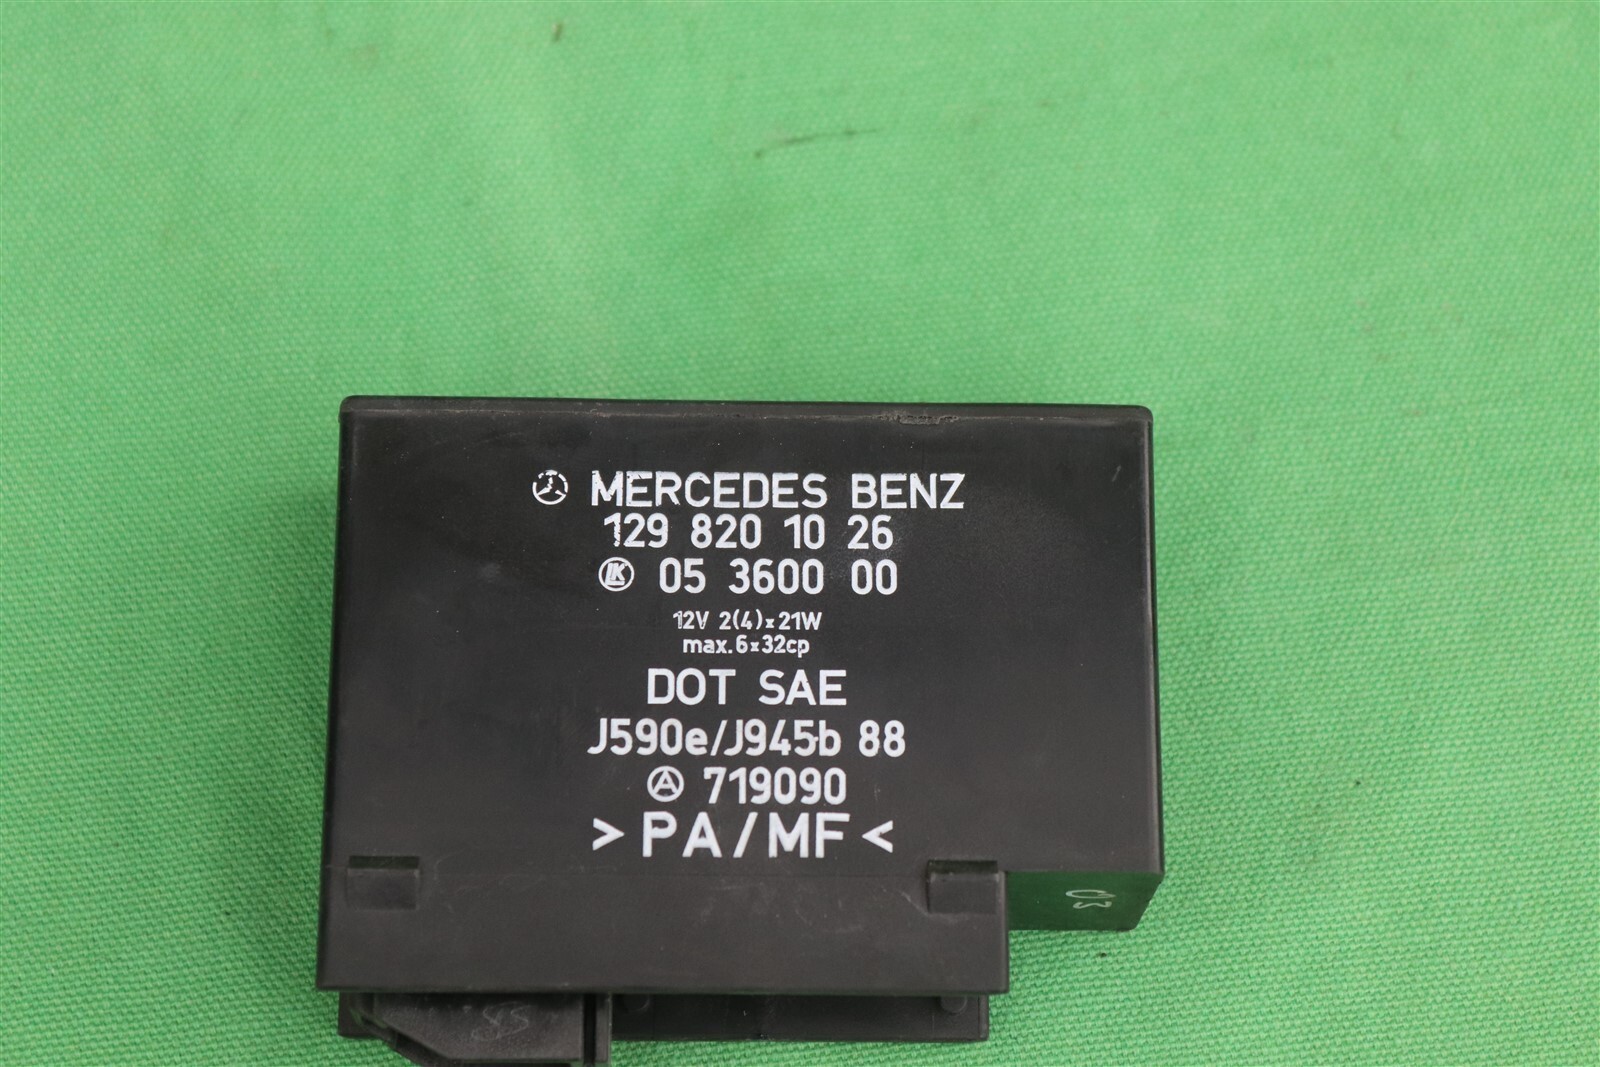 MERCEDES BENZ
129 820 10 26
LK 05 3600 00
12V 2(4)x21W
max.6x32cp
DOT SAE
J590e/J945b 88
A 719090
>PA/MF<